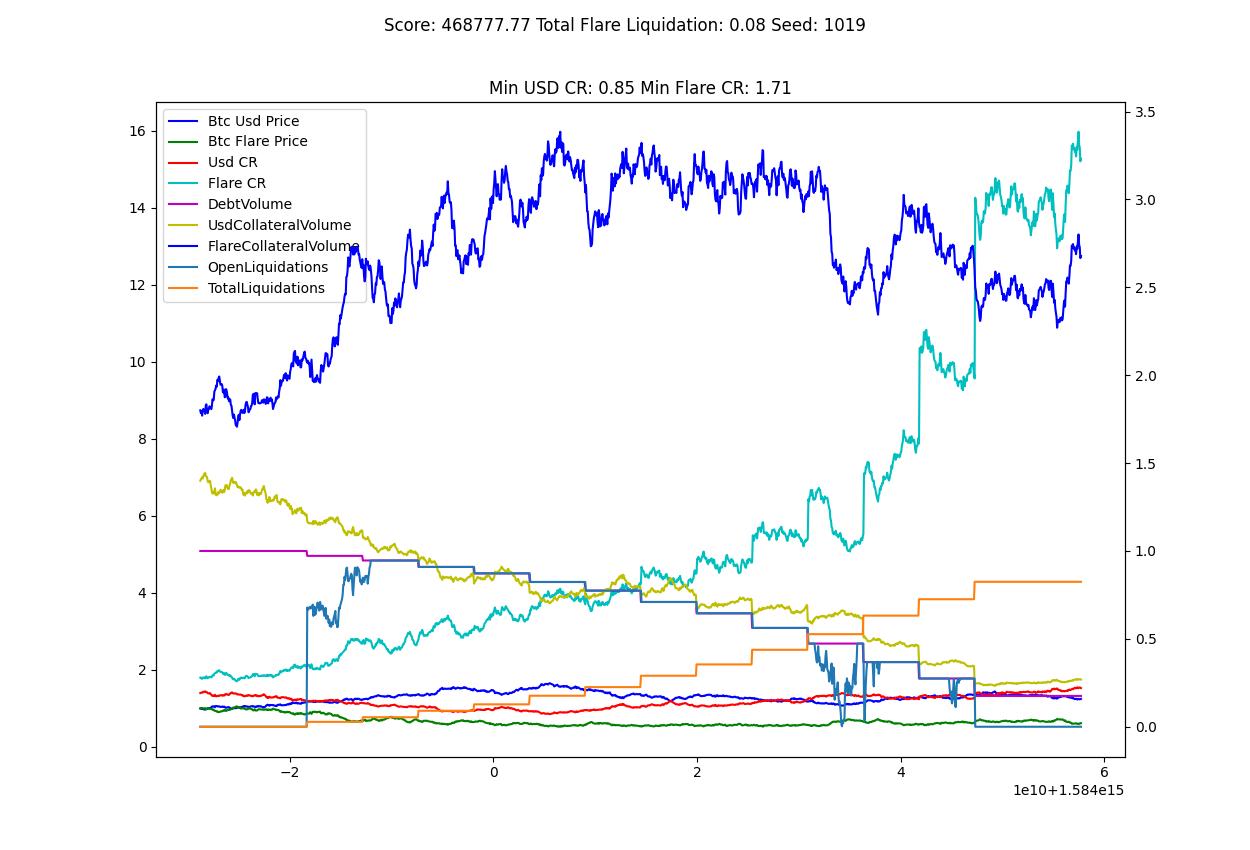 Score: 468777.77 Total Flare Liquidation: 0.08 Seed: 1019
Min USD CR: 0.85 Min Flare CR: 1.71
Btc Usd Price
Btc Flare Price
Usd CR
Flare CR
DebtVolume
UsdCollateralVolume
FlareCollateralVolume
OpenLiquidations
TotalLiquidations
16
14
12
10
8
6
4
2
0
3.5
3.0
2.5
2.0
1.5
1.0
0.5
0.0
−2 0 2 4 6
1e10+1.584e15